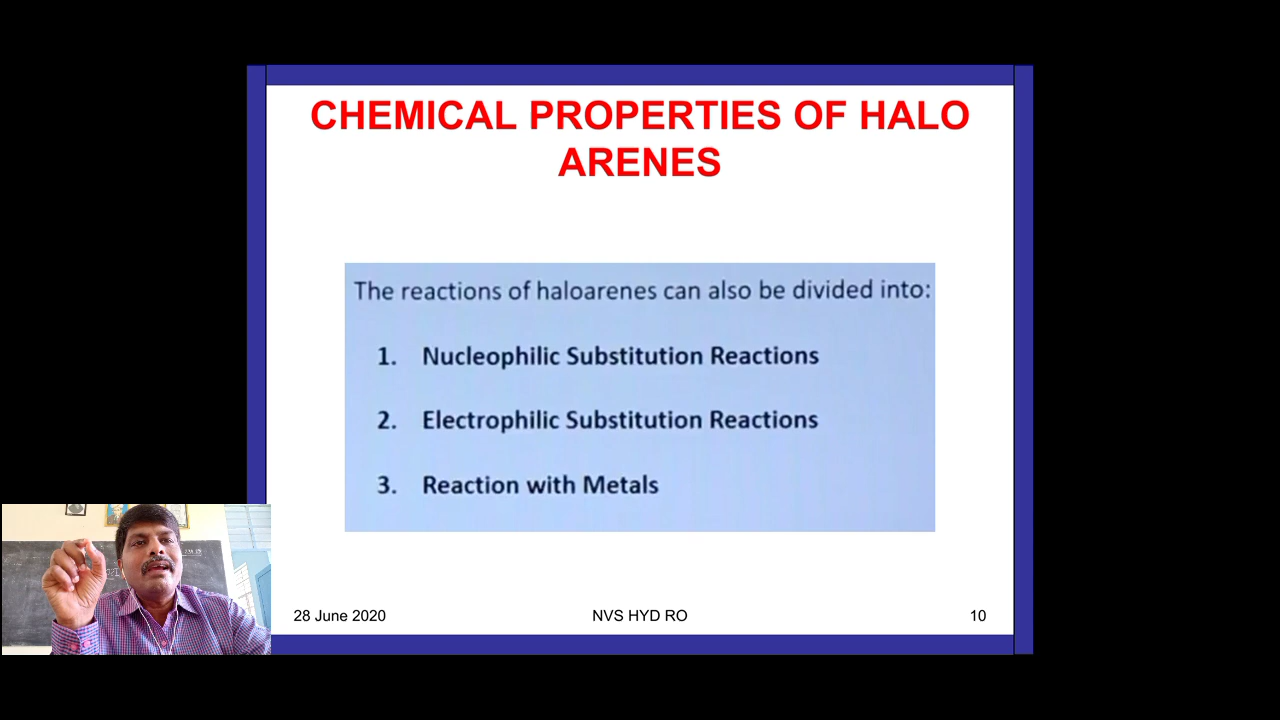 CHEMICAL PROPERTIES OF HALO
ARENES
The reactions of haloarenes can also be divided into:
1. Nucleophilic Substitution Reactions
2. Electrophilic Substitution Reactions
3. Reaction with Metals
28 June 2020
NVS HYD RO
10